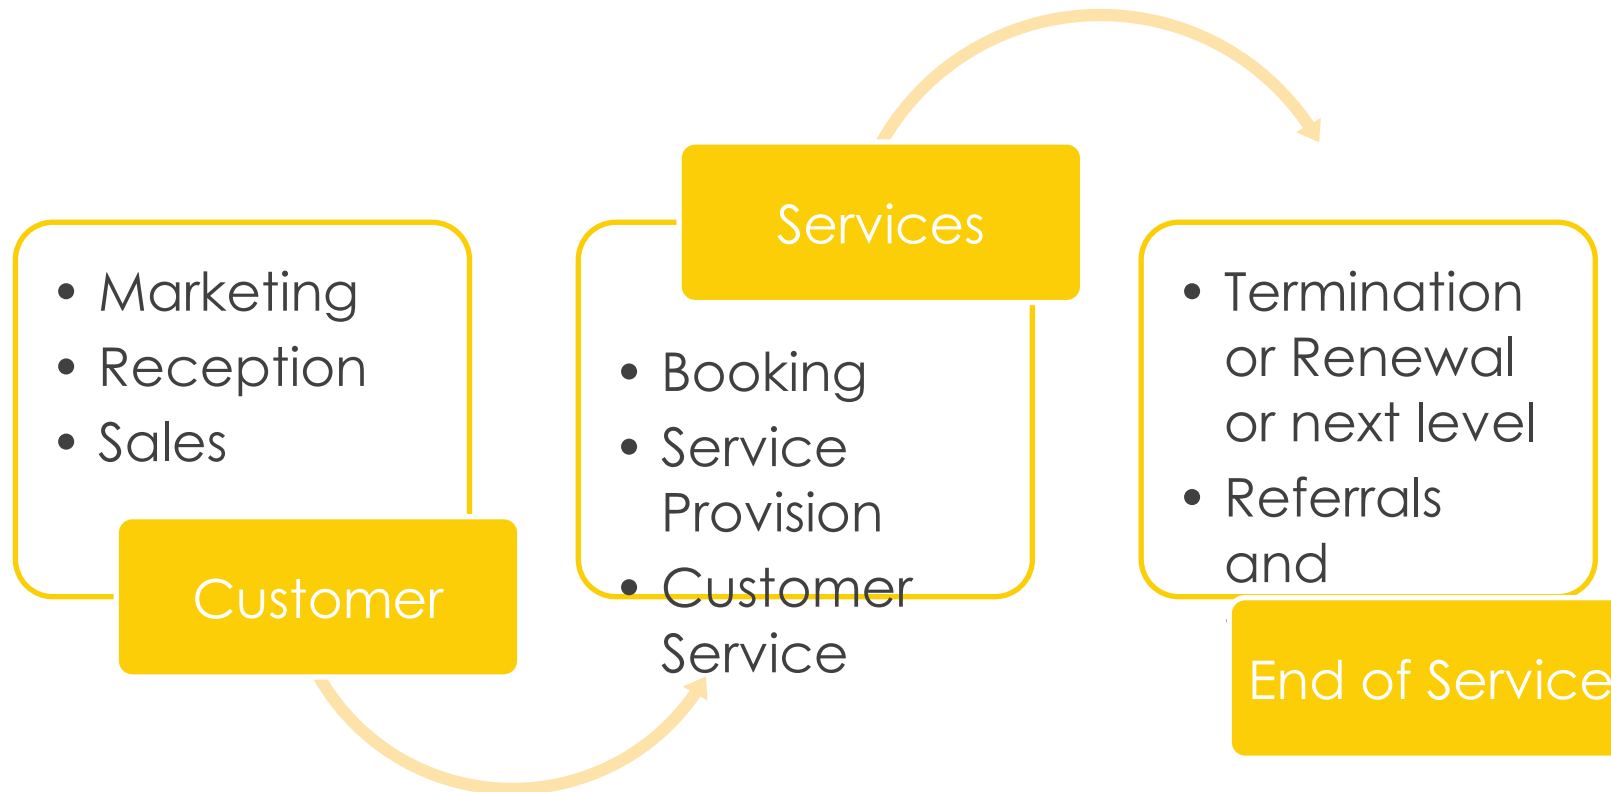 • Marketing
• Reception
• Sales
Customer
Services
• Booking
• Service
Provision
• Customer
Service
• Termination
or Renewal
or next level
• Referrals
and
End of Service